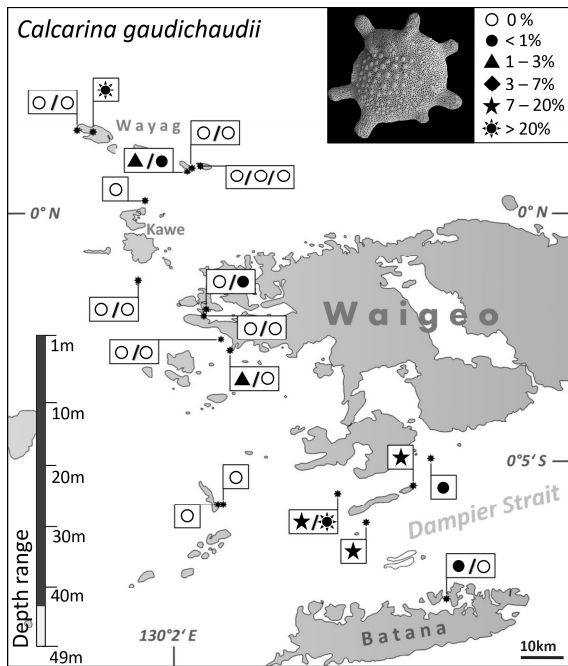 Calcarina gaudichaudii
0 %
< 1%
1 – 3%
3 – 7%
7 – 20%
> 20%
Wayag
0° N
0° N
Kawe
Waigeo
1m
10m
20m
30m
40m
49m
Depth range
0°5‘ S
Dampier Strait
130°2‘ E
Batana
10km